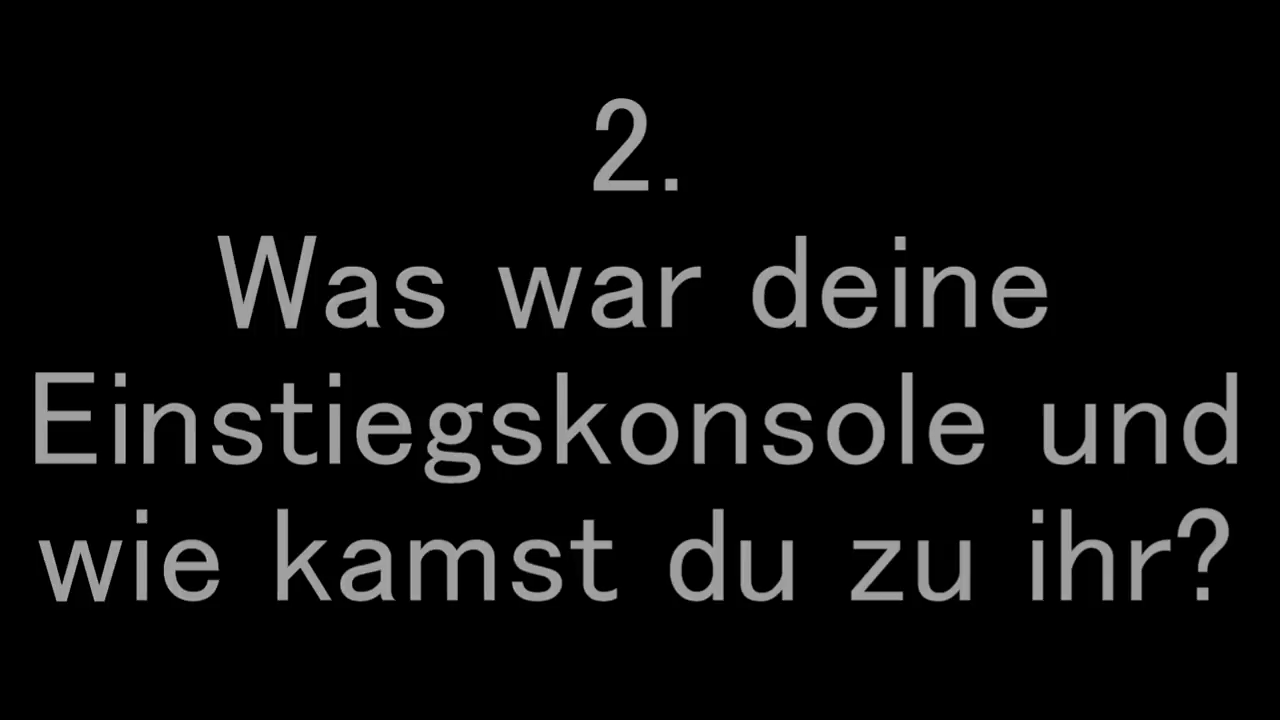 2.
Was war deine
Einstiegskonsole und
wie kamst du zu ihr?